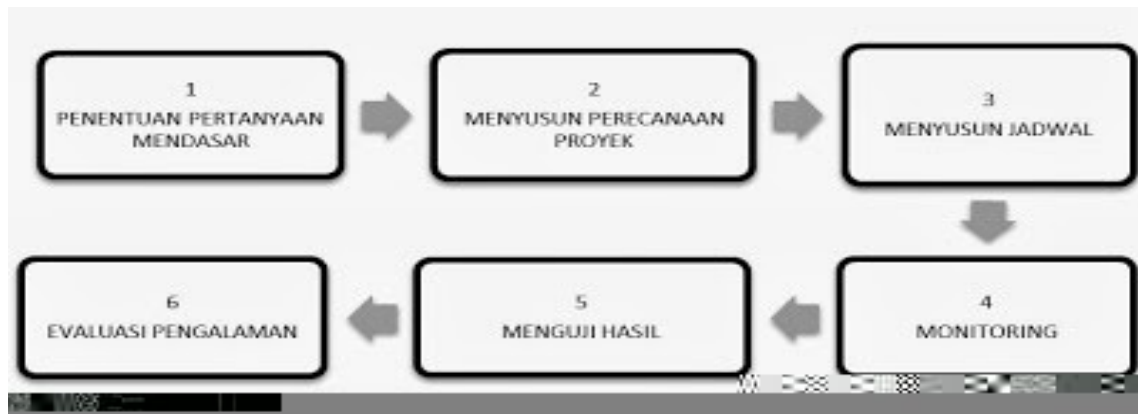 1
PENENTUAN PERTANYAAN
MENDASAR
2
MENYUSUN PERECANAAN
PROYEK
3
MENYUSUN JADWAL
4
MONITORING
5
MENGUJI HASIL
6
EVALUASI PENGALAMAN